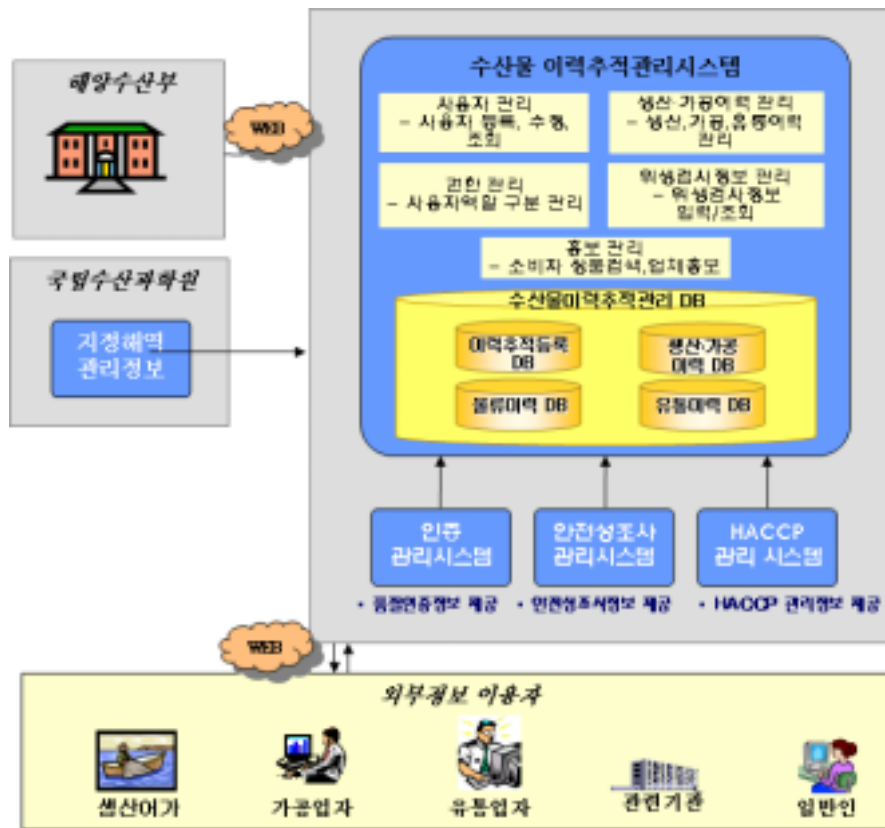 해양수산부
WEB
국립수산과학원
지정해역
관리정보
수산물 이력추적관리시스템
사용자 관리
- 사용자 등록, 수정,
조회
생산·가공이력 관리
- 생산,가공,유통이력
관리
권한 관리
- 사용자역할 구분 관리
위생검사정보 관리
- 위생검사정보
입력/조회
홍보 관리
- 소비자 상품검색,업체홍보
수산물이력추적관리 DB
이력추적등록
DB
생산·가공
이력 DB
물류이력 DB
유통이력 DB
인증
관리시스템
안전성조사
관리시스템
HACCP
관리 시스템
• 품질인증정보 제공
• 안전성조사정보 제공
• HACCP 관리정보 제공
WEB
외부정보 이용자
생산어가
가공업자
유통업자
관련기관
일반인